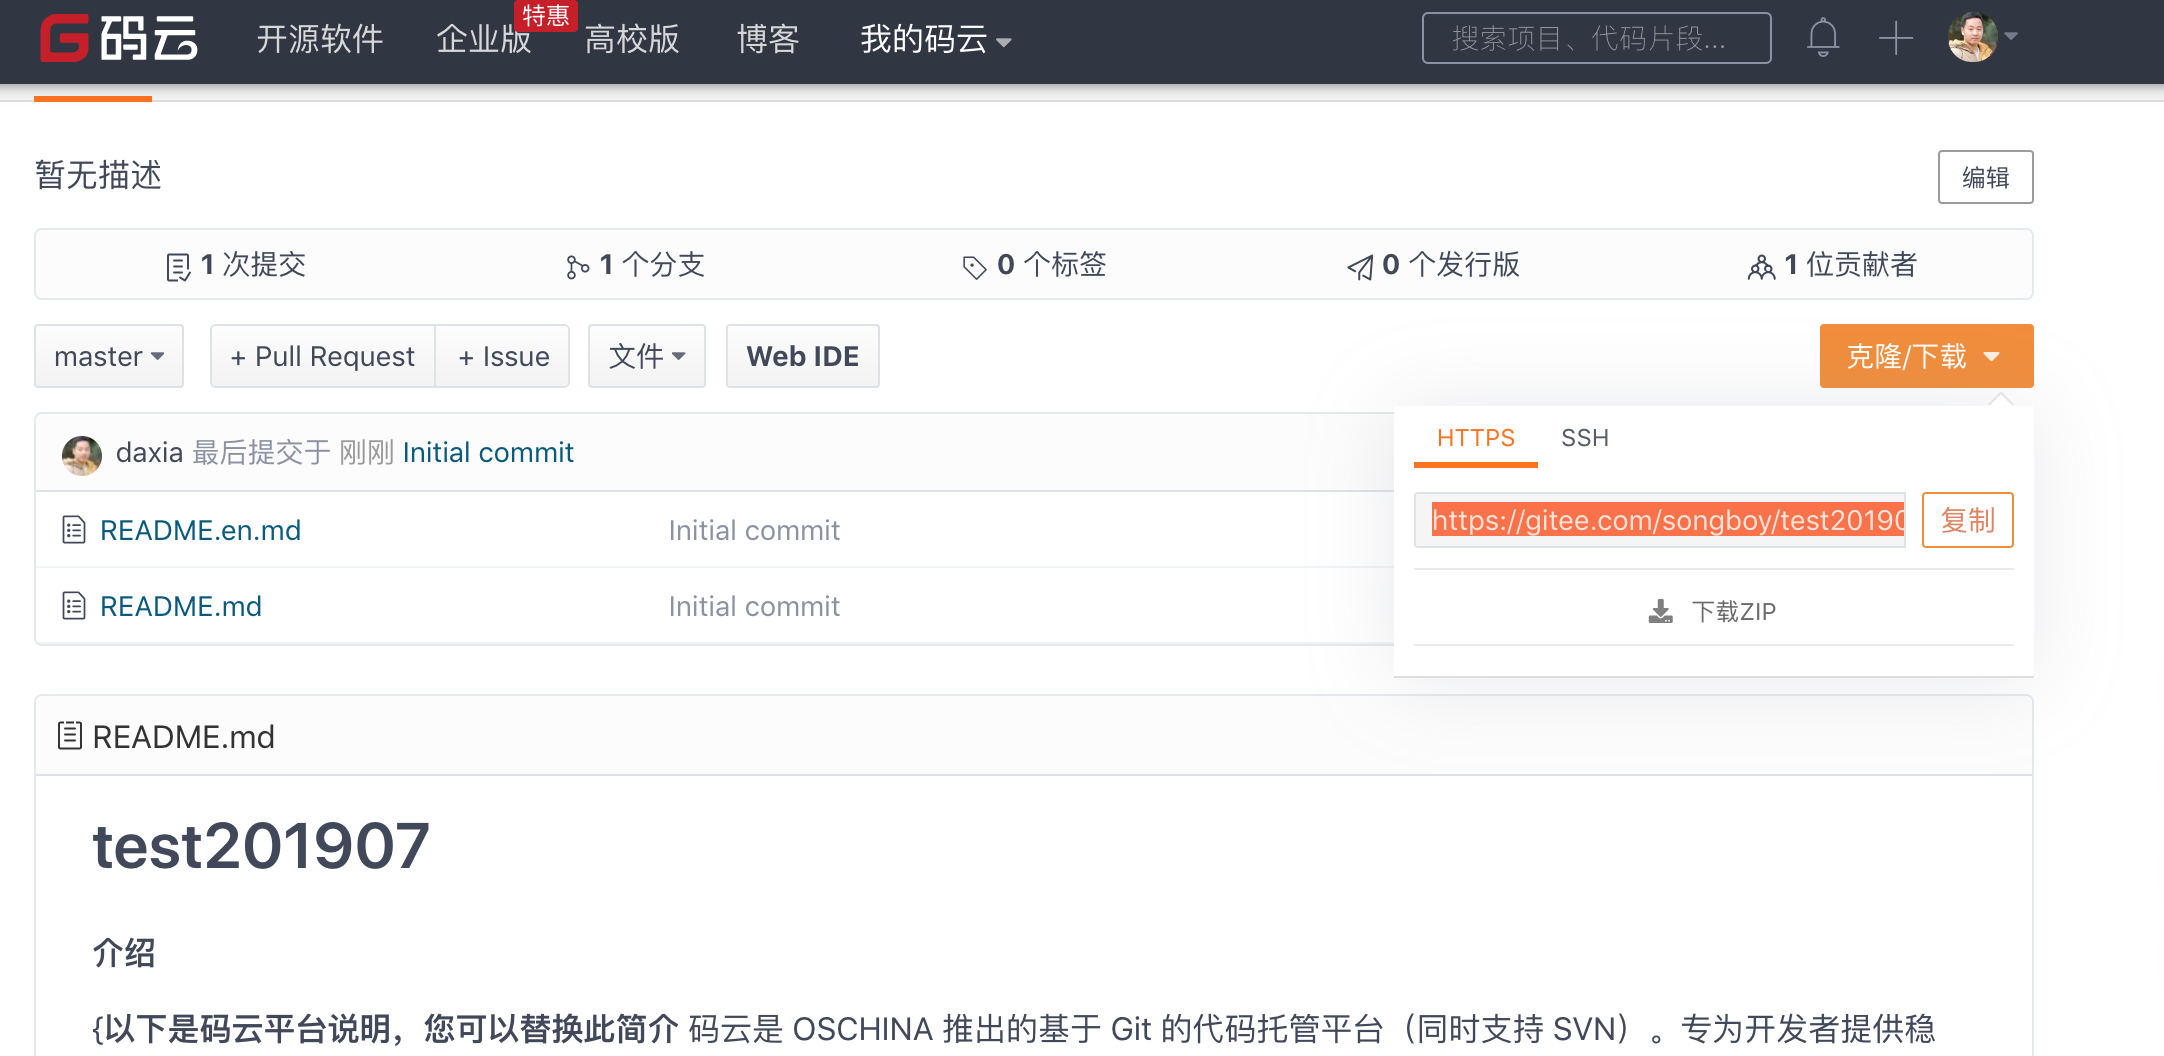 G码云 开源软件 企业版 特惠 高校版 博客 我的码云 搜索项目、代码片段...
暂无描述 编辑
1 次提交 1 个分支 0 个标签 0 个发行版 1 位贡献者
master + Pull Request + Issue 文件 Web IDE 克隆/下载
HTTPS SSH
daxia 最后提交于 刚刚 Initial commit
https://gitee.com/songboy/test20190 复制
README.en.md Initial commit
README.md Initial commit
下载ZIP
README.md
test201907
介绍
{以下是码云平台说明，您可以替换此简介 码云是 OSCHINA 推出的基于 Git 的代码托管平台（同时支持 SVN）。专为开发者提供稳